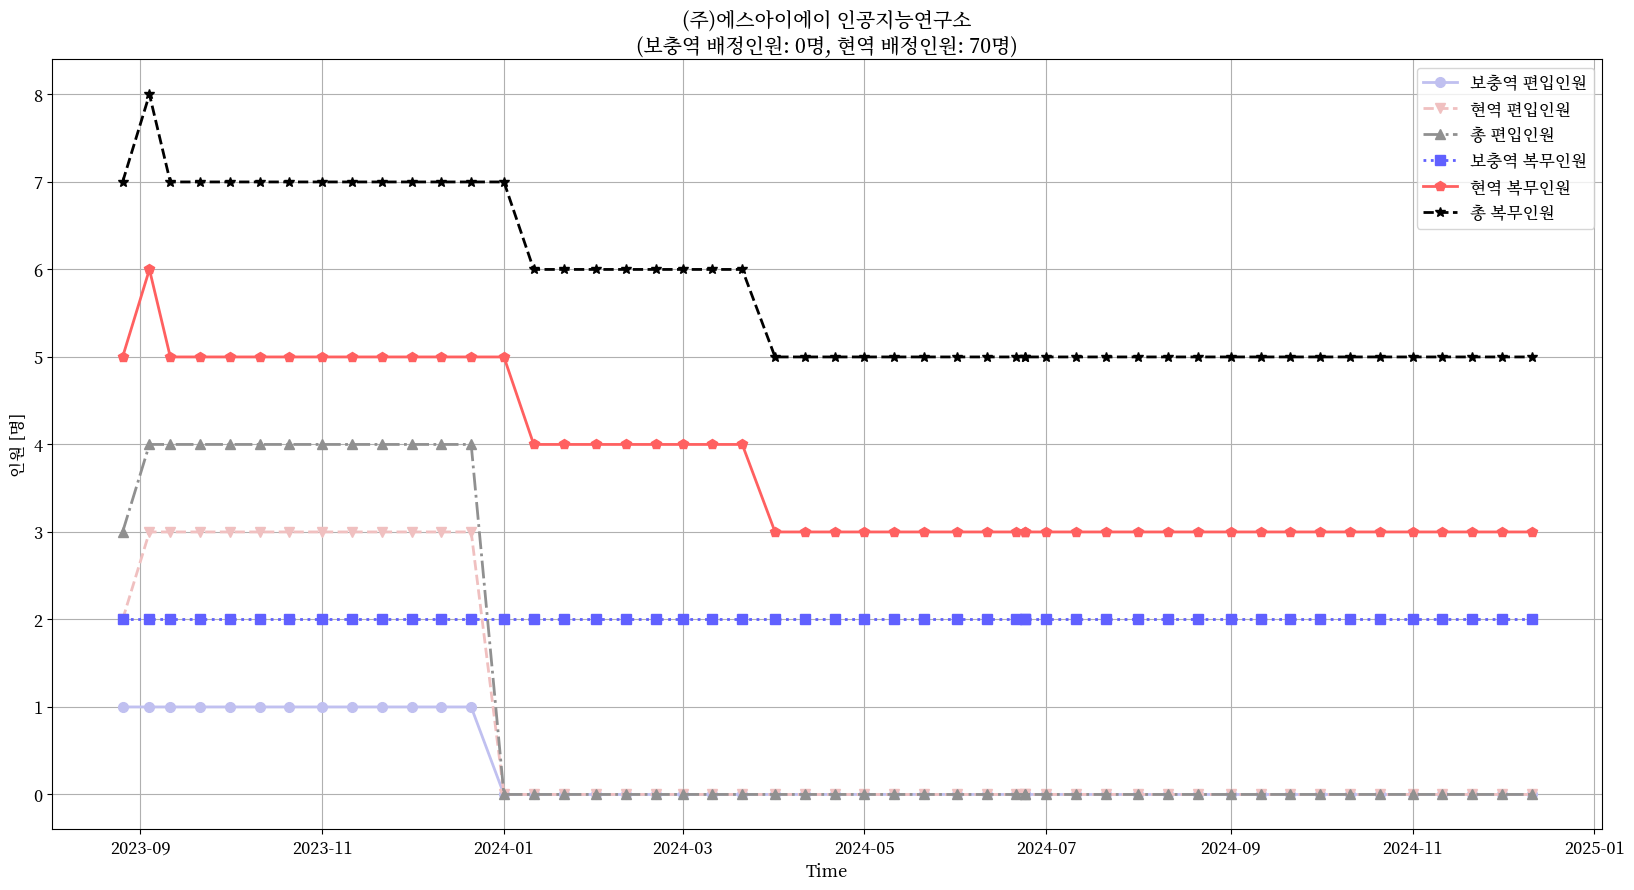 (주)에스아이에이 인공지능연구소
(보충역 배정인원: 0명, 현역 배정인원: 70명)
보충역 편입인원
현역 편입인원
총 편입인원
보충역 복무인원
현역 복무인원
총 복무인원
인원 [명]
8
7
6
5
4
3
2
1
0
2023-09 2023-11 2024-01 2024-03 2024-05 2024-07 2024-09 2024-11 2025-01
Time